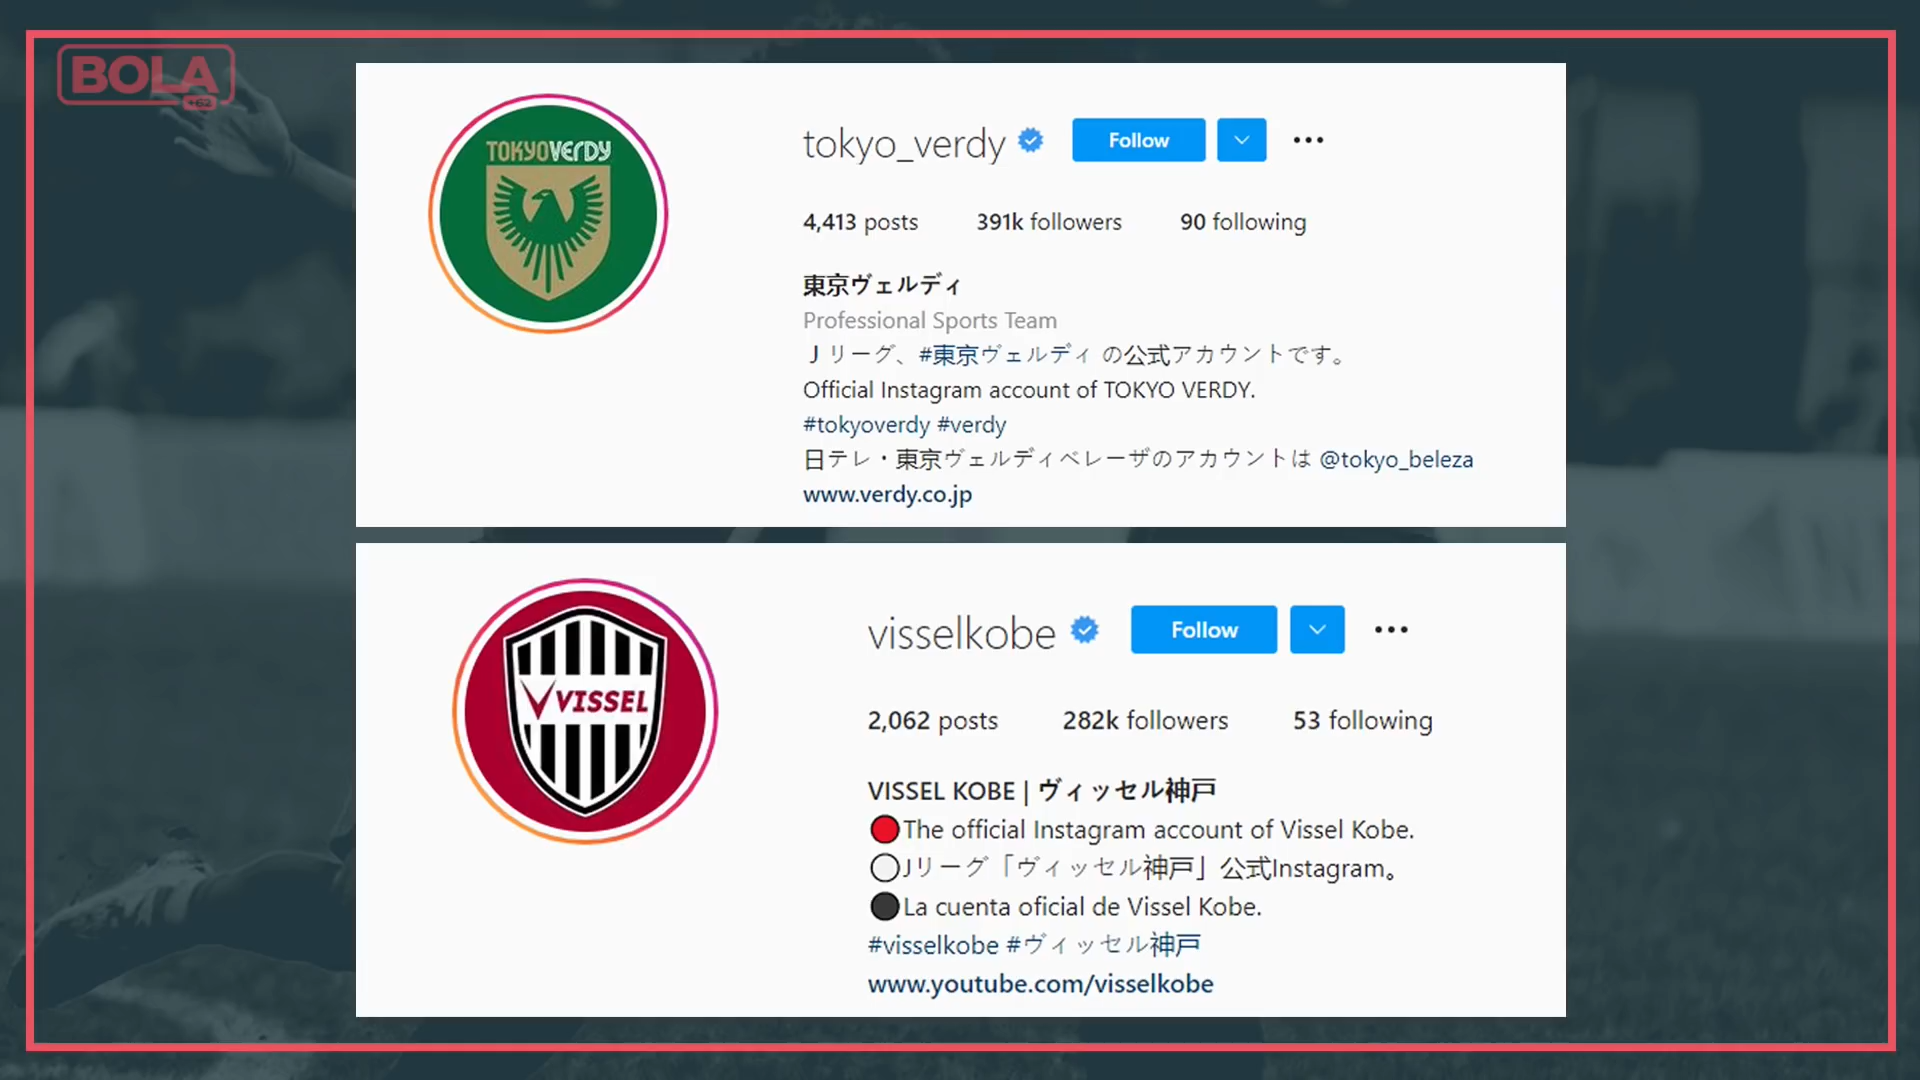 BOLA
+62
TOKYOVERDY
tokyo_verdy Follow
4,413 posts 391k followers 90 following
東京ヴェルディ
Professional Sports Team
Jリーグ、#東京ヴェルディ の公式アカウントです。
Official Instagram account of TOKYO VERDY.
#tokyoverdy #verdy
日テレ・東京ヴェルディベレーザのアカウントは @tokyo_beleza
www.verdy.co.jp
VISSEL
visselkobe Follow
2,062 posts 282k followers 53 following
VISSEL KOBE | ヴィッセル神戸
The official Instagram account of Vissel Kobe.
Jリーグ「ヴィッセル神戸」公式Instagram。
La cuenta oficial de Vissel Kobe.
#visselkobe #ヴィッセル神戸
www.youtube.com/visselkobe